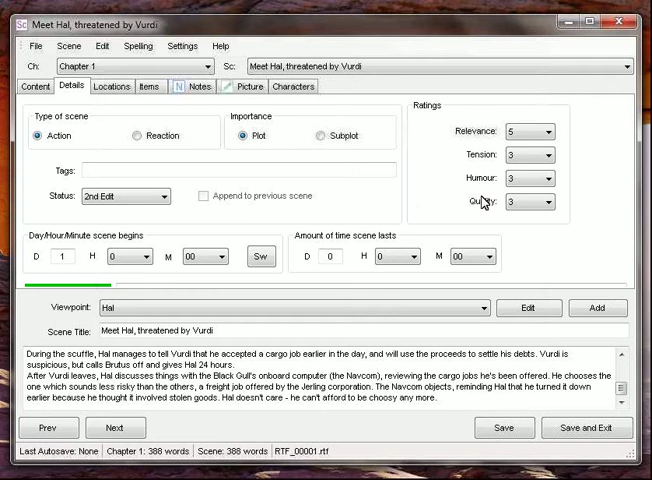 Sc Meet Hal, threatened by Vurdi
File Scene Edit Spelling Settings Help
Ch: Chapter 1 Sc: Meet Hal, threatened by Vurdi
Content Details Locations Items N Notes Picture Characters
Type of scene Importance Ratings
Action Reaction Plot Subplot Relevance: 5
Tension: 3
Tags: Humour: 3
Status: 2nd Edit Append to previous scene Quality: 3
Day/Hour/Minute scene begins Amount of time scene lasts
D 1 H 0 M 00 Sw D 0 H 0 M 00
Viewpoint: Hal Edit Add
Scene Title: Meet Hal, threatened by Vurdi
During the scuffle, Hal manages to tell Vurdi that he accepted a cargo job earlier in the day, and will use the proceeds to settle his debts. Vurdi is
suspicious, but calls Brutus off and gives Hal 24 hours.
After Vurdi leaves, Hal discusses things with the Black Gull's onboard computer (the Navcom), reviewing the cargo jobs he's been offered. He chooses the
one which sounds less risky than the others, a freight job offered by the Jerling corporation. The Navcom objects, reminding Hal that he turned it down
earlier because he thought it involved stolen goods. Hal doesn't care - he can't afford to be choosy any more.
Prev Next Save Save and Exit
Last Autosave: None Chapter 1: 388 words Scene: 388 words RTF_00001.rtf